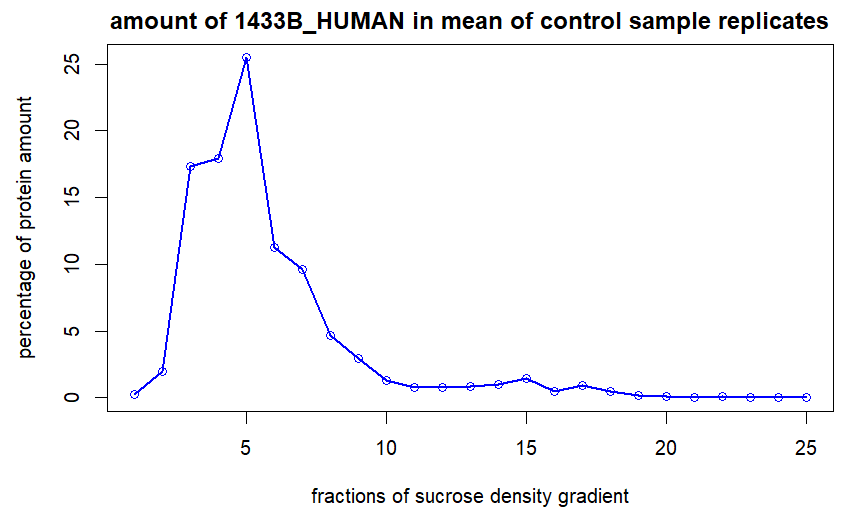 amount of 1433B_HUMAN in mean of control sample replicates
percentage of protein amount
25
20
15
10
5
0
5 10 15 20 25
fractions of sucrose density gradient